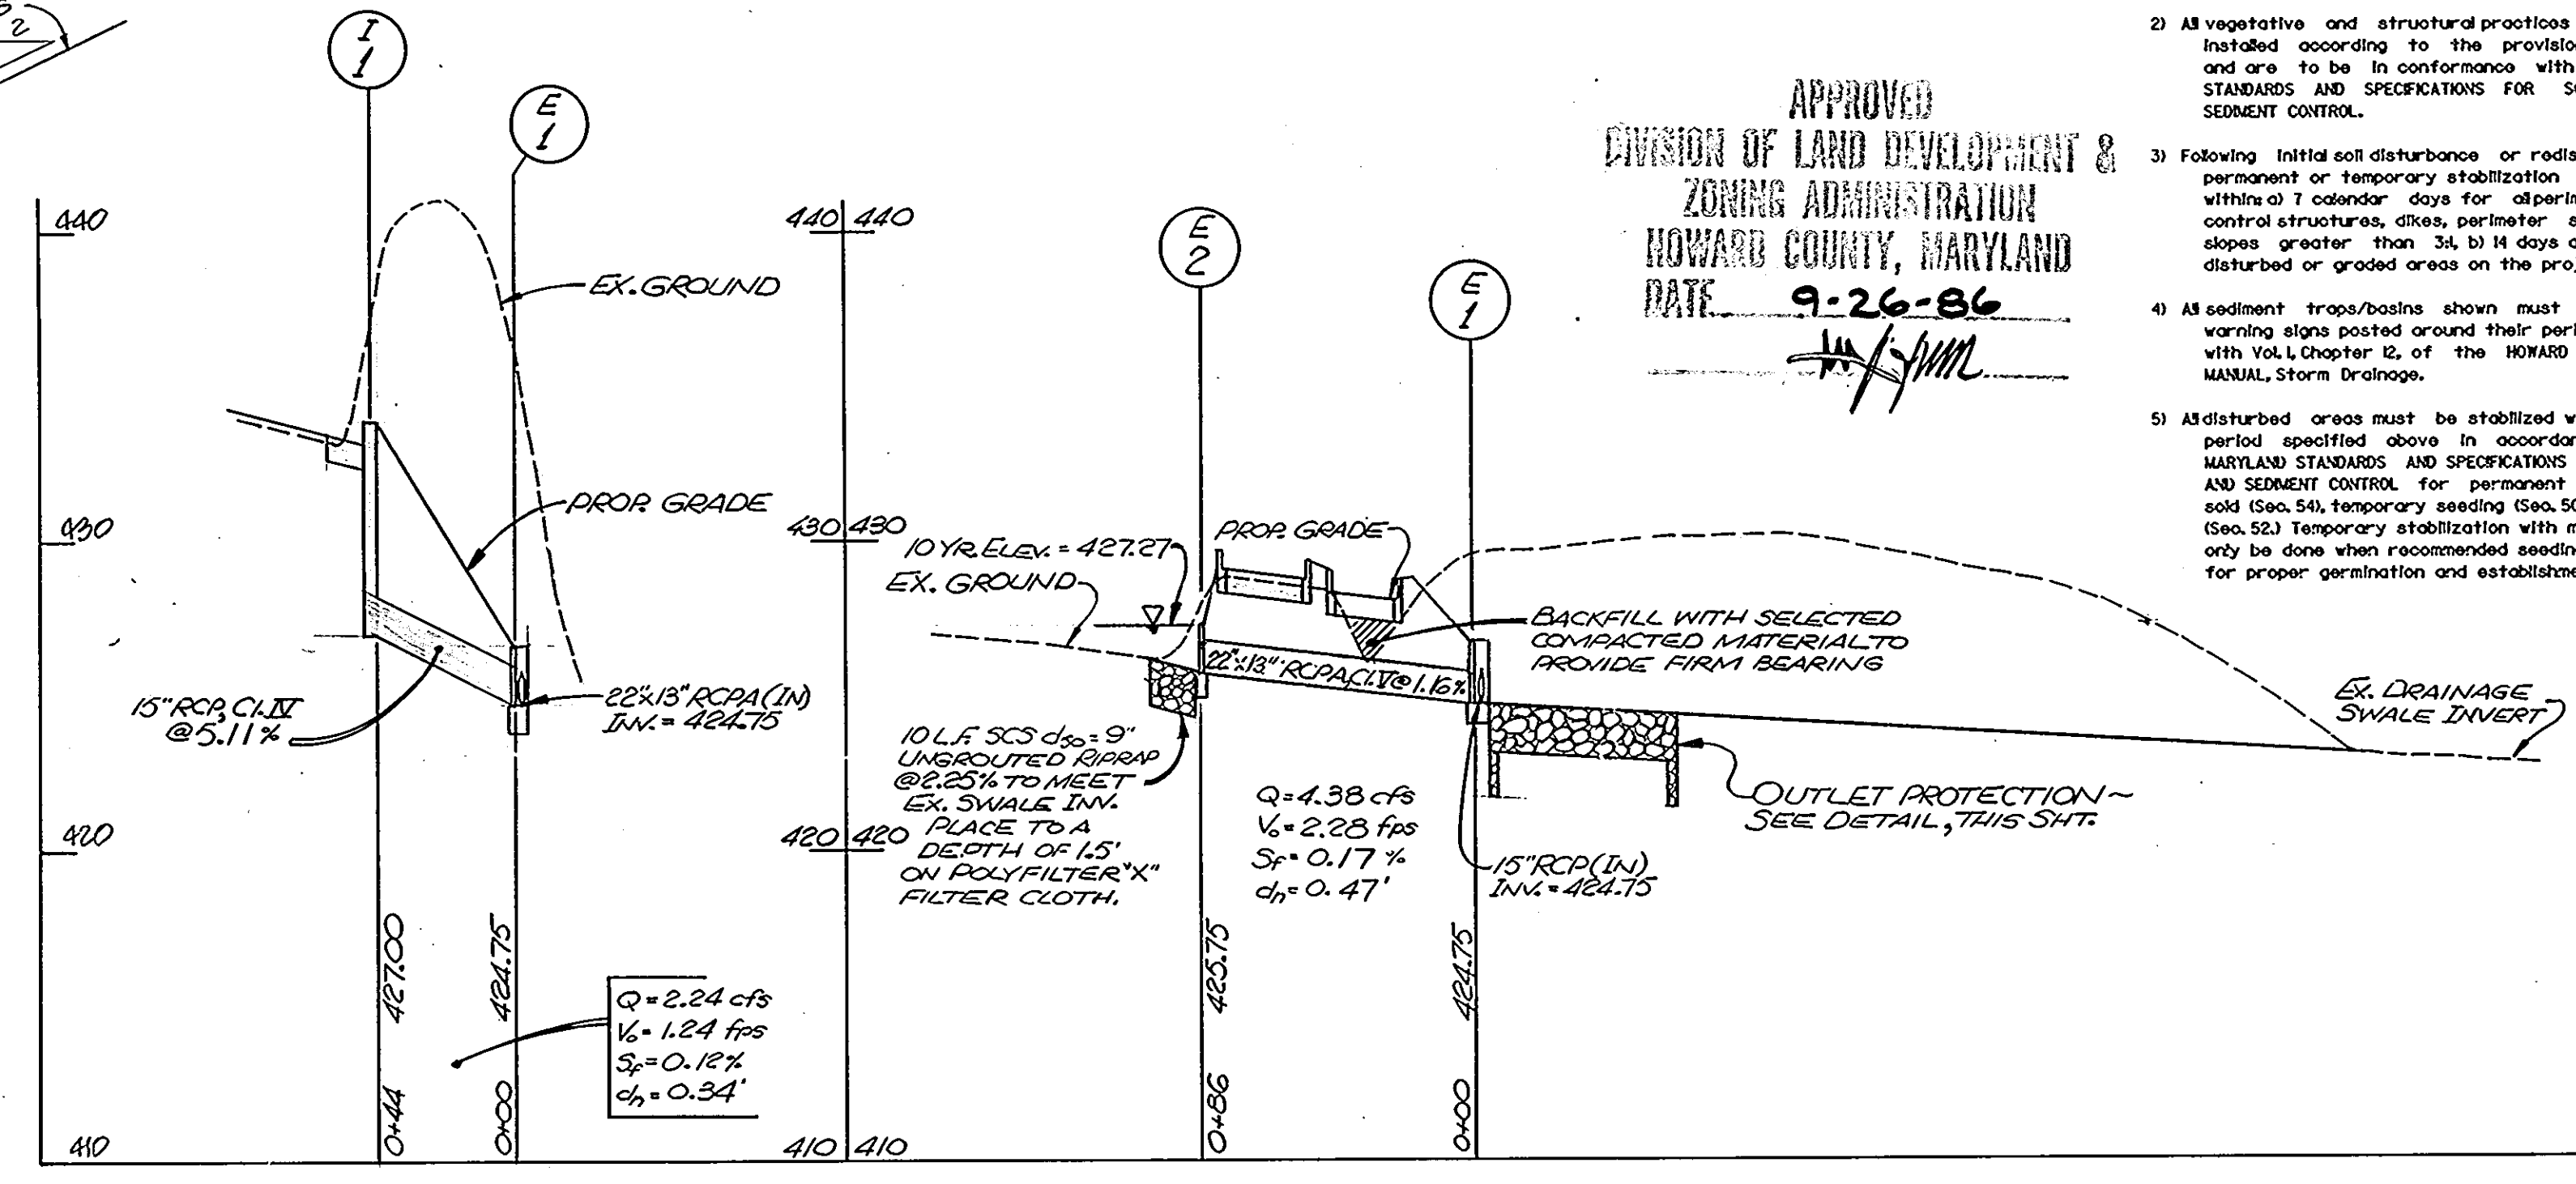 2
I
1
E
1
440
EX. GROUND
PROP. GRADE
430
15" RCP, Cl. IV
@ 5.11 %
22"x13" RCPA (IN)
INV. = 424.75
420
427.00
424.75
0+44
0+00
Q = 2.24 cfs
Vo = 1.24 fps
Sf = 0.12%
dn = 0.34'
410
440 440
430 430
420 420
410 410
E
2
E
1
10 YR. ELEV. = 427.27
EX. GROUND
PROP. GRADE
BACKFILL WITH SELECTED
COMPACTED MATERIAL TO
PROVIDE FIRM BEARING
22"x13" RCPA, Cl. IV @ 1.16%
10 L.F. SCS d50 = 9"
UNGROUTED RIPRAP
@ 2.25% TO MEET
EX. SWALE INV.
PLACE TO A
DEPTH OF 1.5'
ON POLYFILTER "X"
FILTER CLOTH.
Q = 4.38 cfs
Vo = 2.28 fps
Sf = 0.17 %
dn = 0.47'
15" RCP (IN)
INV. = 424.75
OUTLET PROTECTION ~
SEE DETAIL, THIS SHT.
EX. DRAINAGE
SWALE INVERT
425.75
424.75
0+86
0+00
APPROVED
DIVISION OF LAND DEVELOPMENT &
ZONING ADMINISTRATION
HOWARD COUNTY, MARYLAND
DATE 9-26-86
2) All vegetative and structural practices
installed according to the
and are to be in conformance with
STANDARDS AND SPECIFICATIONS FOR
SEDIMENT CONTROL.
3) Following initial soil disturbance or
permanent or temporary stabilization
within: a) 7 calendar days for all
control structures, dikes, perimeter
slopes greater than 3:1, b) 14 days
disturbed or graded areas on the
4) All sediment traps/basins shown must
warning signs posted around their
with Vol. 1, Chapter 12, of the HOWARD
MANUAL, Storm Drainage.
5) All disturbed areas must be stabilized
period specified above in
MARYLAND STANDARDS AND SPECIFICATIONS
AND SEDIMENT CONTROL for permanent
sold (Sec. 54), temporary seeding (Sec. 50
(Sec. 52.) Temporary stabilization with
only be done when recommended
for proper germination and